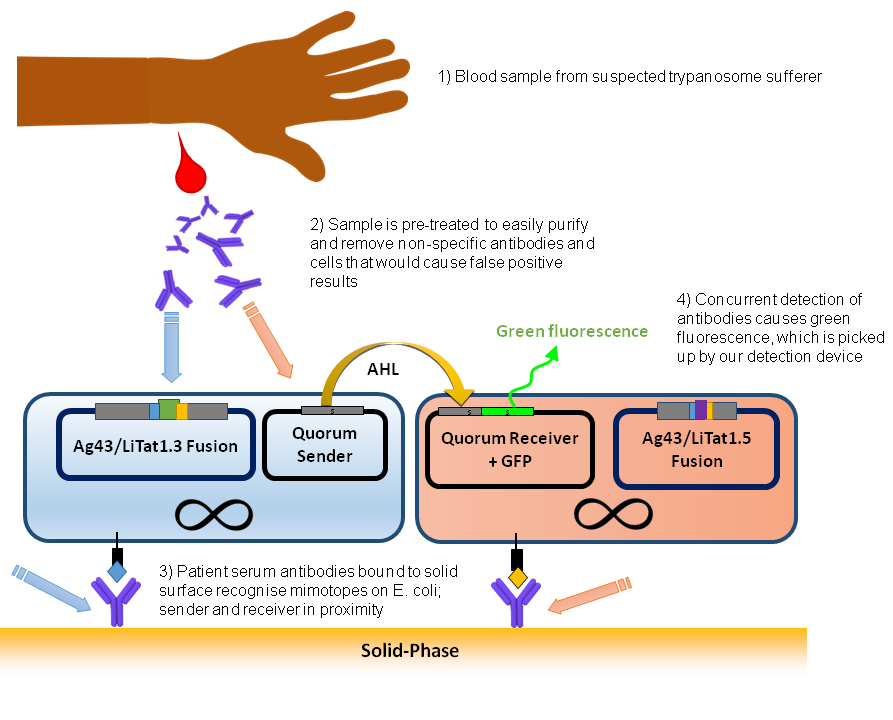 1) Blood sample from suspected trypanosome sufferer
2) Sample is pre-treated to easily purify
and remove non-specific antibodies and
cells that would cause false positive
results
4) Concurrent detection of
antibodies causes green
fluorescence, which is picked
up by our detection device
Green fluorescence
AHL
s
s
s
Ag43/LiTat1.3 Fusion
Quorum
Sender
Quorum Receiver
+ GFP
Ag43/LiTat1.5
Fusion
3) Patient serum antibodies bound to solid
surface recognise mimotopes on E. coli;
sender and receiver in proximity
Solid-Phase